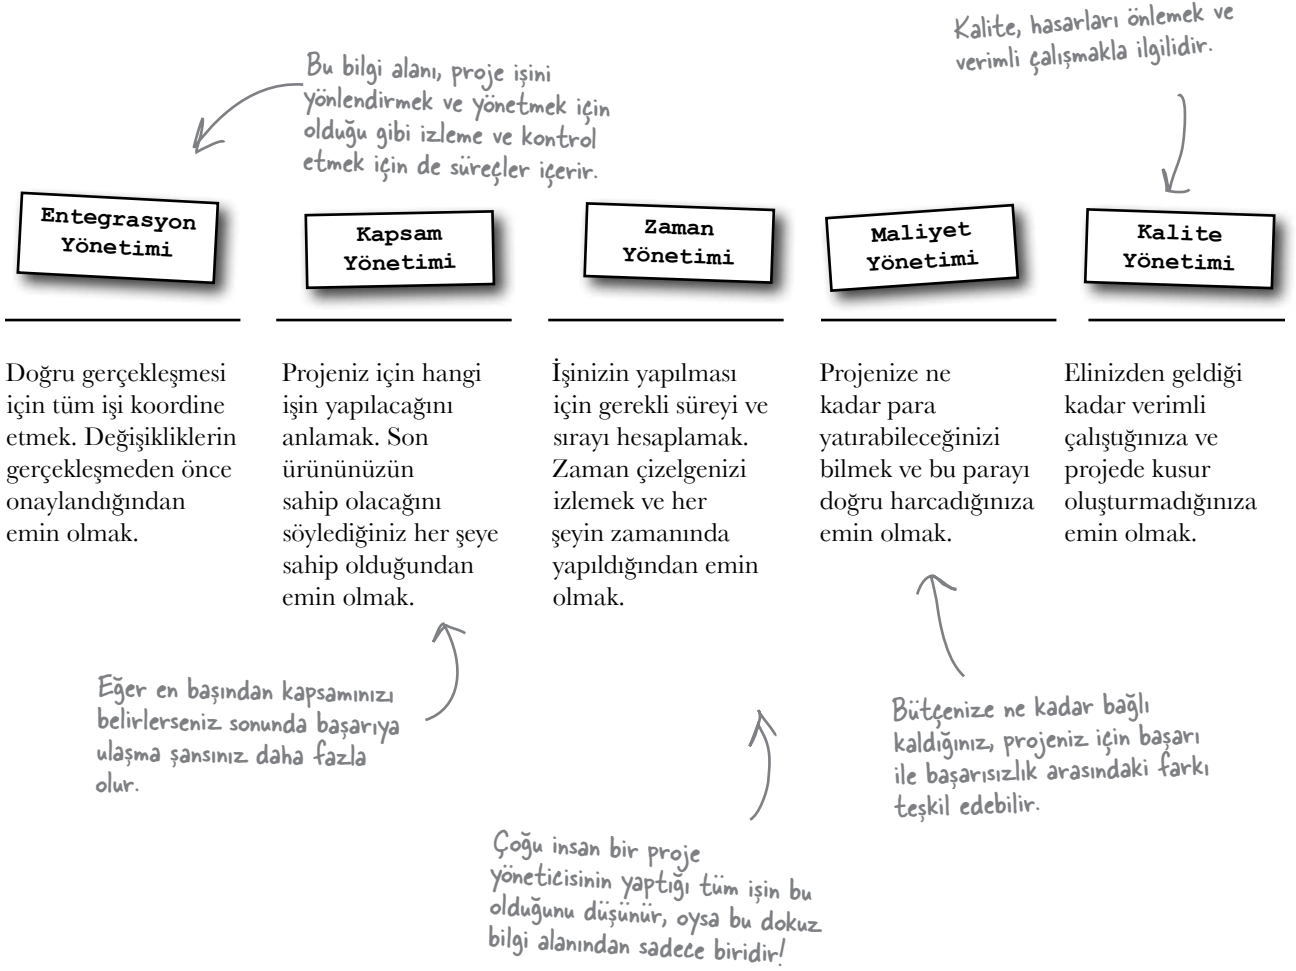 Kalite, hasarları önlemek ve
verimli çalışmakla ilgilidir.
Bu bilgi alanı, proje işini
yönlendirmek ve yönetmek için
olduğu gibi izleme ve kontrol
etmek için de süreçler içerir.
Entegrasyon
Yönetimi
Doğru gerçekleşmesi
için tüm işi koordine
etmek. Değişikliklerin
gerçekleşmeden önce
onaylandığından
emin olmak.
Kapsam
Yönetimi
Projeniz için hangi
işin yapılacağını
anlamak. Son
ürününüzün
sahip olacağını
söylediğiniz her şeye
sahip olduğundan
emin olmak.
Zaman
Yönetimi
İşinizin yapılması
için gerekli süreyi ve
sırayı hesaplamak.
Zaman çizelgenizi
izlemek ve her
şeyin zamanında
yapıldığından emin
olmak.
Maliyet
Yönetimi
Projenize ne
kadar para
yatırabileceğinizi
bilmek ve bu parayı
doğru harcadığınıza
emin olmak.
Kalite
Yönetimi
Elinizden geldiği
kadar verimli
çalıştığınıza ve
projede kusur
oluşturmadığınıza
emin olmak.
Eğer en başından kapsamınızı
belirlerseniz sonunda başarıya
ulaşma şansınız daha fazla
olur.
Bütçenize ne kadar bağlı
kaldığınız, projeniz için başarı
ile başarısızlık arasındaki farkı
teşkil edebilir.
Çoğu insan bir proje
yöneticisinin yaptığı tüm işin bu
olduğunu düşünür, oysa bu dokuz
bilgi alanından sadece biridir!